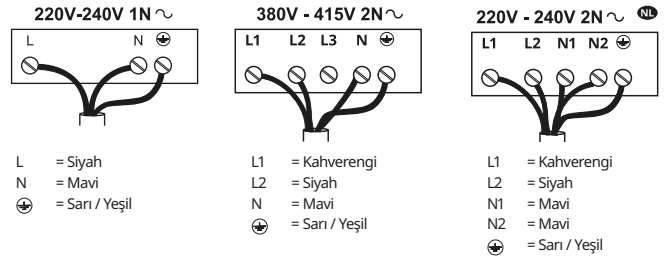 220V-240V 1N ~
L N ⏚
L = Siyah
N = Mavi
⏚ = Sarı / Yeşil
380V - 415V 2N ~
L1 L2 L3 N ⏚
L1 = Kahverengi
L2 = Siyah
N = Mavi
⏚ = Sarı / Yeşil
220V - 240V 2N ~ NL
L1 L2 N1 N2 ⏚
L1 = Kahverengi
L2 = Siyah
N1 = Mavi
N2 = Mavi
⏚ = Sarı / Yeşil